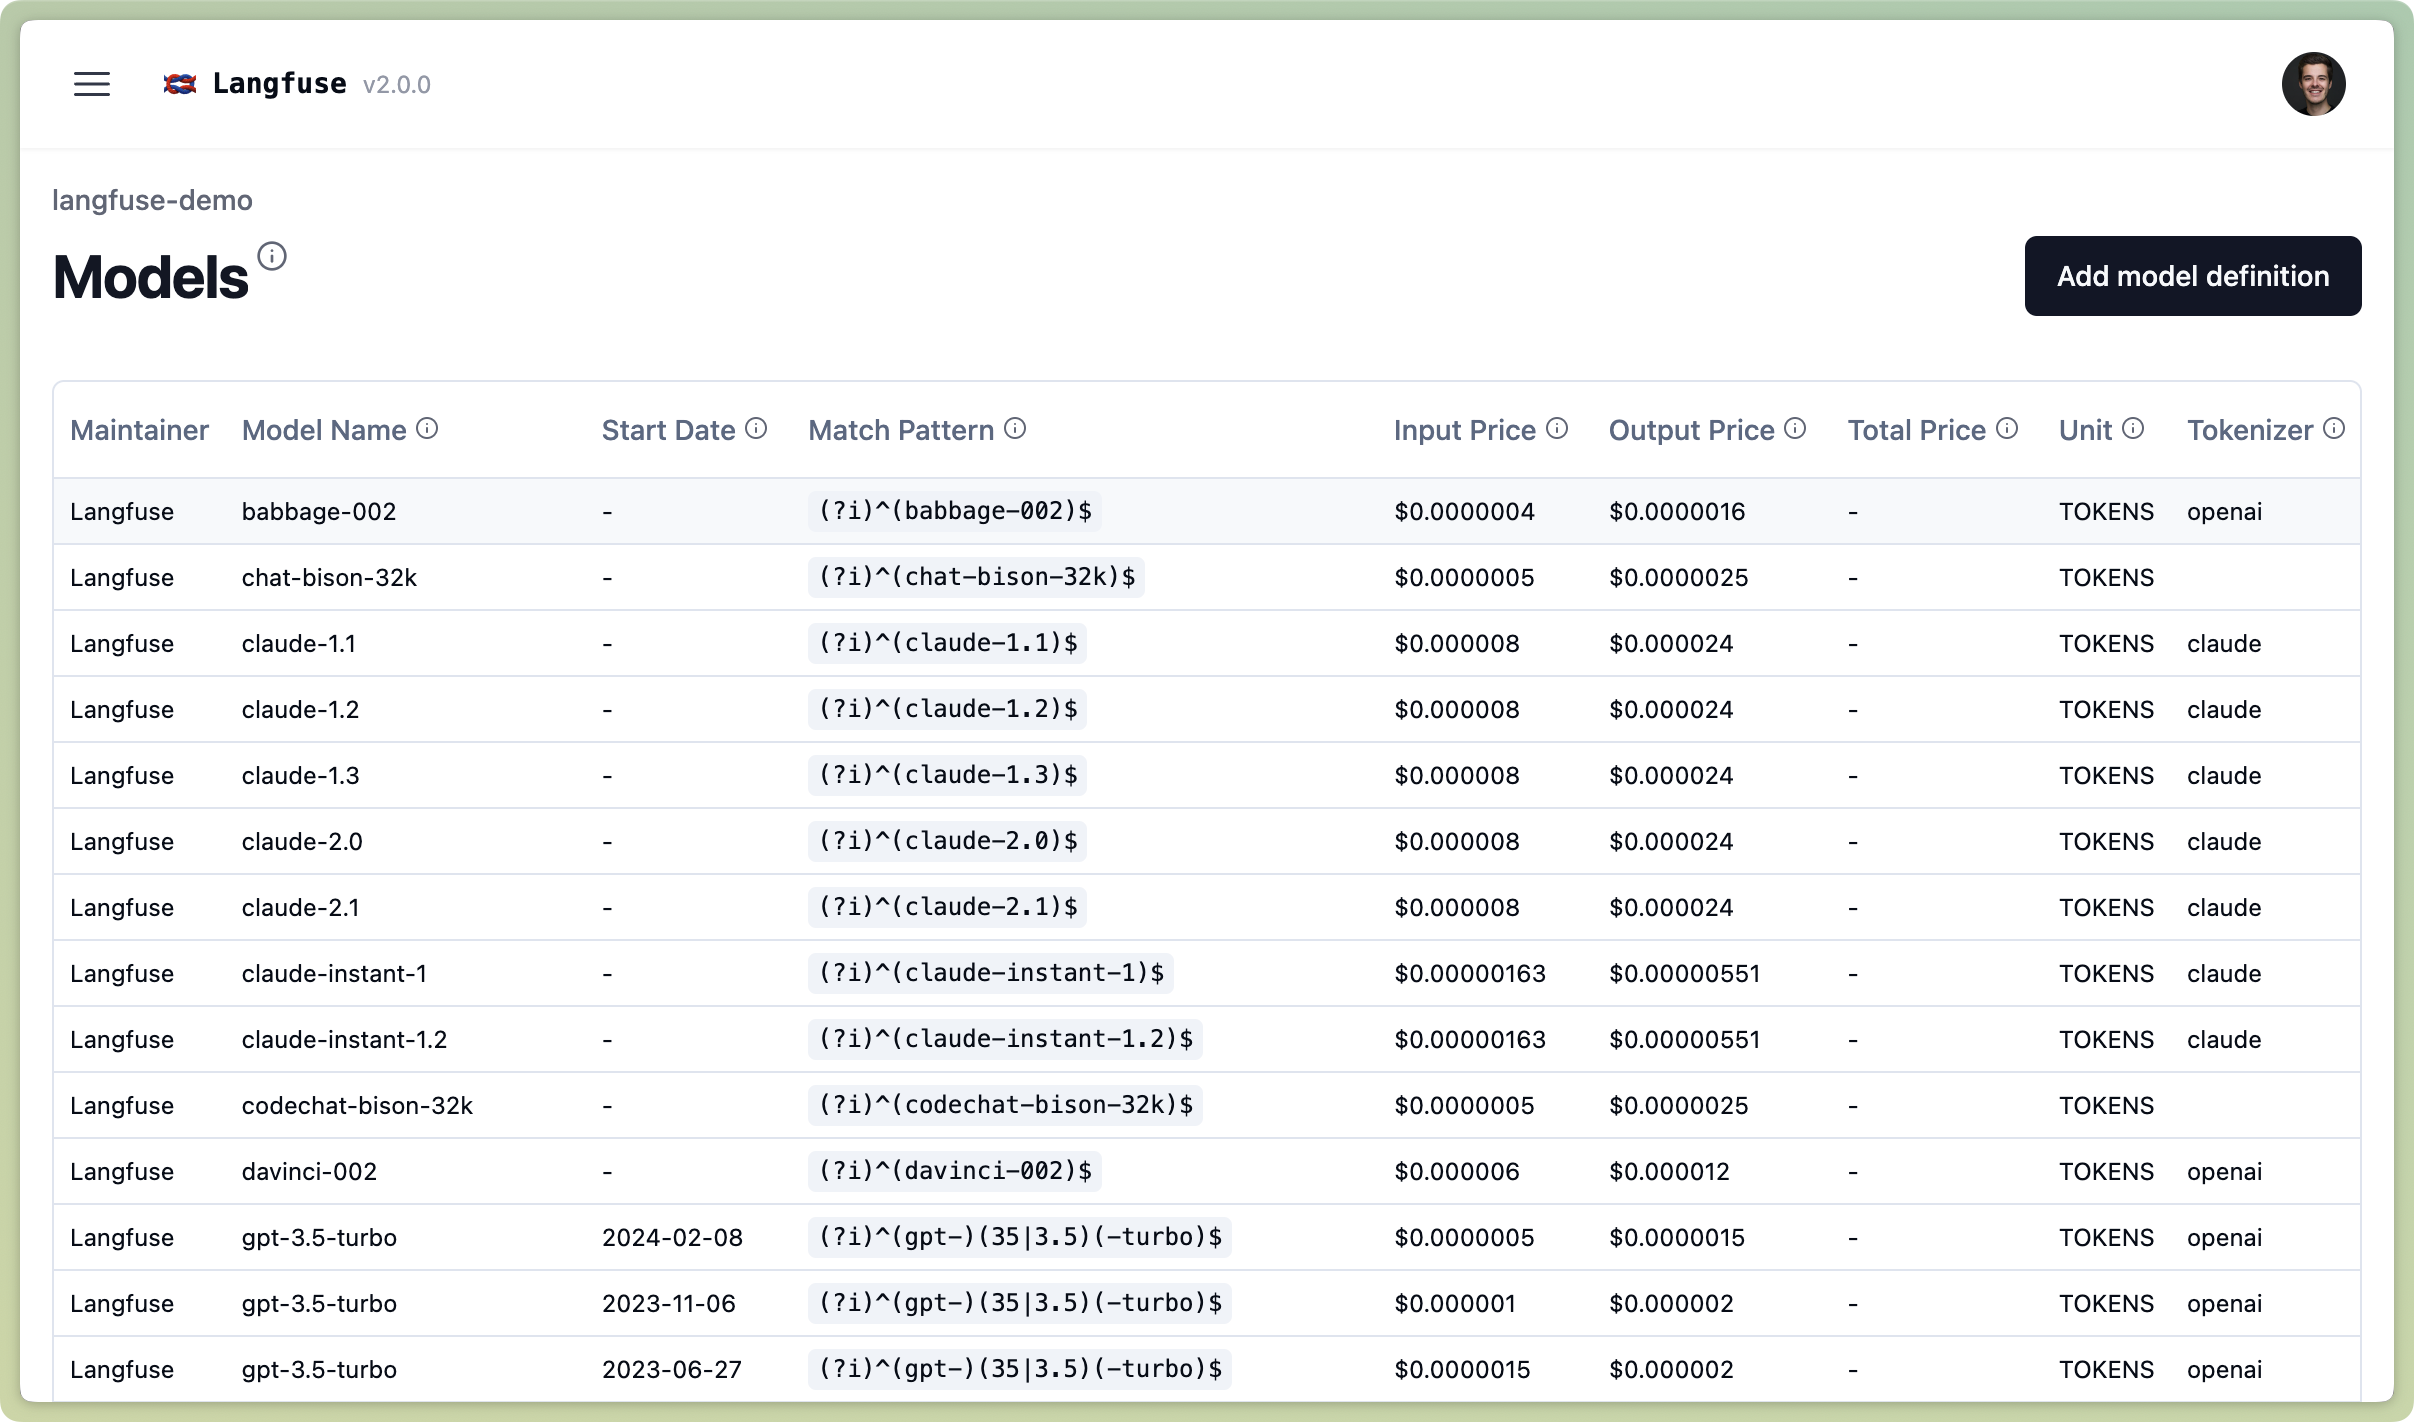 Langfuse v2.0.0
langfuse-demo
Models
Add model definition
Maintainer Model Name Start Date Match Pattern Input Price Output Price Total Price Unit Tokenizer
Langfuse babbage-002 - (?i)^(babbage-002)$ $0.0000004 $0.0000016 - TOKENS openai
Langfuse chat-bison-32k - (?i)^(chat-bison-32k)$ $0.0000005 $0.0000025 - TOKENS
Langfuse claude-1.1 - (?i)^(claude-1.1)$ $0.000008 $0.000024 - TOKENS claude
Langfuse claude-1.2 - (?i)^(claude-1.2)$ $0.000008 $0.000024 - TOKENS claude
Langfuse claude-1.3 - (?i)^(claude-1.3)$ $0.000008 $0.000024 - TOKENS claude
Langfuse claude-2.0 - (?i)^(claude-2.0)$ $0.000008 $0.000024 - TOKENS claude
Langfuse claude-2.1 - (?i)^(claude-2.1)$ $0.000008 $0.000024 - TOKENS claude
Langfuse claude-instant-1 - (?i)^(claude-instant-1)$ $0.00000163 $0.00000551 - TOKENS claude
Langfuse claude-instant-1.2 - (?i)^(claude-instant-1.2)$ $0.00000163 $0.00000551 - TOKENS claude
Langfuse codechat-bison-32k - (?i)^(codechat-bison-32k)$ $0.0000005 $0.0000025 - TOKENS
Langfuse davinci-002 - (?i)^(davinci-002)$ $0.000006 $0.000012 - TOKENS openai
Langfuse gpt-3.5-turbo 2024-02-08 (?i)^(gpt-)(35|3.5)(-turbo)$ $0.0000005 $0.0000015 - TOKENS openai
Langfuse gpt-3.5-turbo 2023-11-06 (?i)^(gpt-)(35|3.5)(-turbo)$ $0.000001 $0.000002 - TOKENS openai
Langfuse gpt-3.5-turbo 2023-06-27 (?i)^(gpt-)(35|3.5)(-turbo)$ $0.0000015 $0.000002 - TOKENS openai